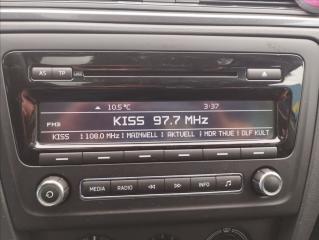 AS TP
10.5 °C 3:37
KISS 97.7 MHz
FM3
KISS 108.0 MHz MAINWELL AKTUELL MDR THUE DLF KULT
MEDIA RADIO INFO